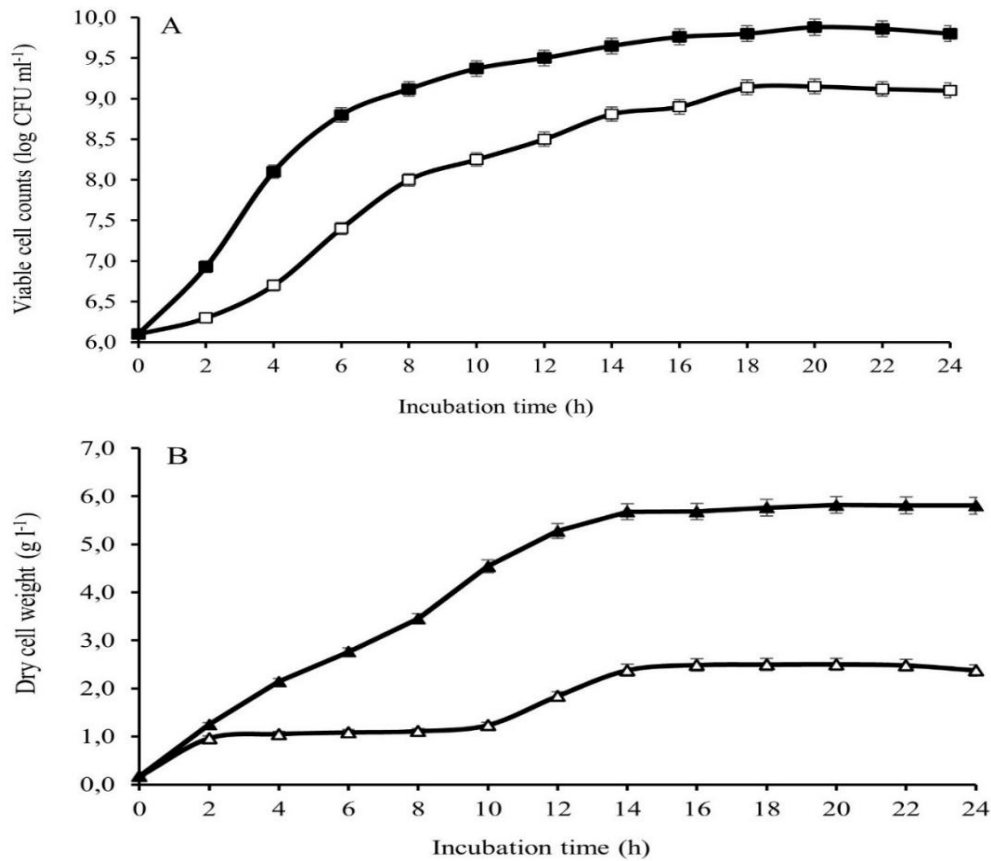 A
Viable cell counts (log CFU ml-1)
10,0
9,5
9,0
8,5
8,0
7,5
7,0
6,5
6,0
0 2 4 6 8 10 12 14 16 18 20 22 24
Incubation time (h)
B
Dry cell weight (g l-1)
7,0
6,0
5,0
4,0
3,0
2,0
1,0
0,0
0 2 4 6 8 10 12 14 16 18 20 22 24
Incubation time (h)